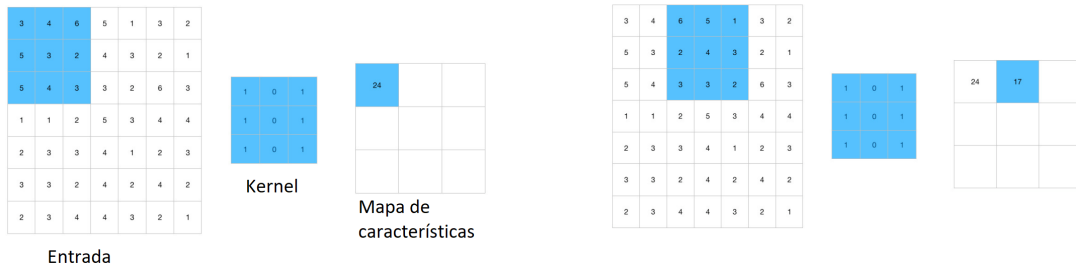 3 4 6 5 1 3 2
5 3 2 4 3 2 1
5 4 3 3 2 6 3
1 1 2 5 3 4 4
2 3 3 4 1 2 3
3 3 2 4 2 4 2
2 3 4 4 3 2 1
Entrada
1 0 1
1 0 1
1 0 1
Kernel
24
Mapa de
características
3 4 6 5 1 3 2
5 3 2 4 3 2 1
5 4 3 3 2 6 3
1 1 2 5 3 4 4
2 3 3 4 1 2 3
3 3 2 4 2 4 2
2 3 4 4 3 2 1
1 0 1
1 0 1
1 0 1
24 17